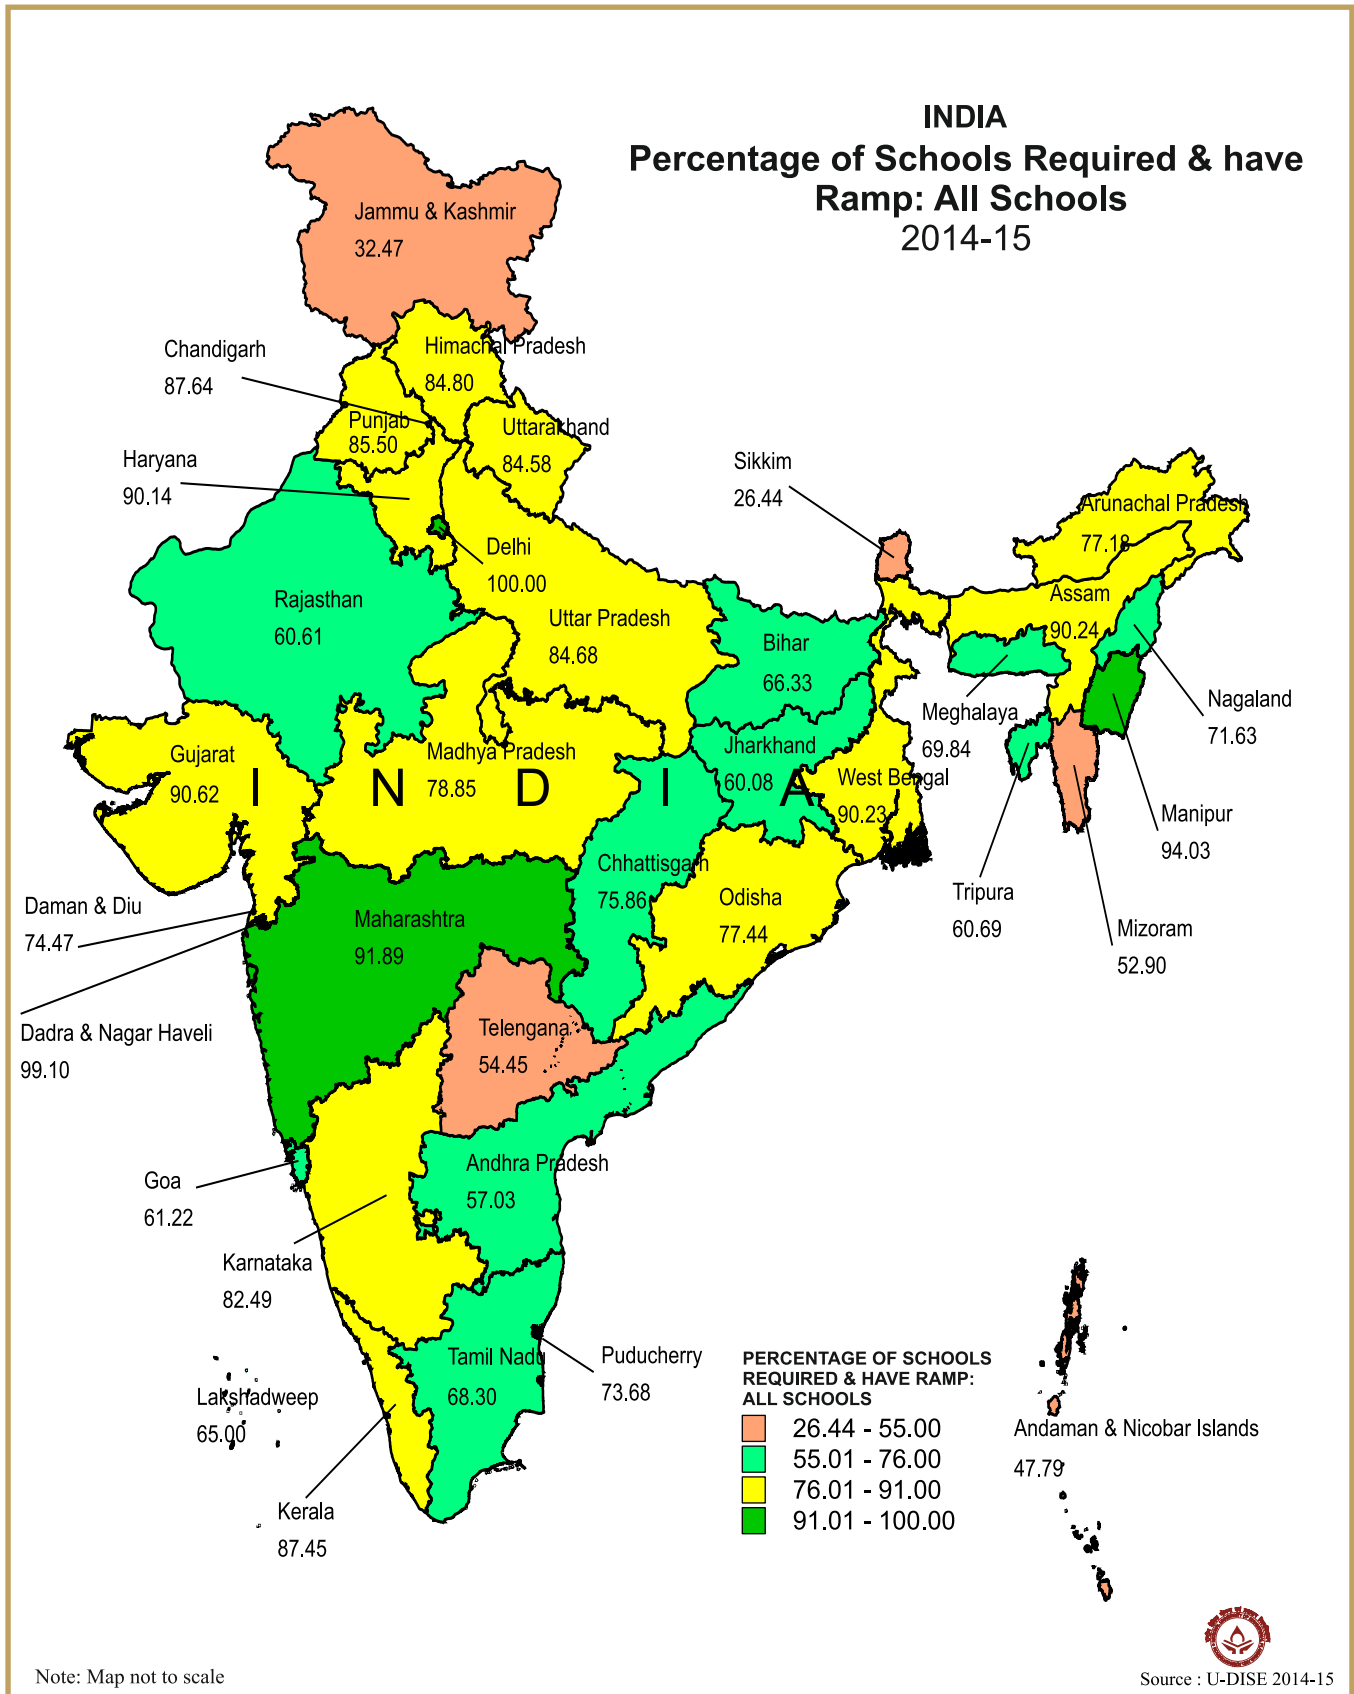 INDIA
Percentage of Schools Required & have
Ramp: All Schools
2014-15
Jammu & Kashmir
32.47
Himachal Pradesh
84.80
Chandigarh
87.64
Punjab
85.50
Uttarakhand
84.58
Haryana
90.14
Delhi
100.00
Sikkim
26.44
Arunachal Pradesh
77.18
Rajasthan
60.61
Uttar Pradesh
84.68
Bihar
66.33
Assam
90.24
Nagaland
71.63
Meghalaya
69.84
Gujarat
90.62
Madhya Pradesh
78.85
Jharkhand
60.08
West Bengal
90.23
I N D I A
Manipur
94.03
Tripura
60.69
Mizoram
52.90
Chhattisgarh
75.86
Odisha
77.44
Daman & Diu
74.47
Maharashtra
91.89
Dadra & Nagar Haveli
99.10
Telengana
54.45
Andhra Pradesh
57.03
Goa
61.22
Karnataka
82.49
Tamil Nadu
68.30
Puducherry
73.68
Lakshadweep
65.00
Kerala
87.45
Andaman & Nicobar Islands
47.79
PERCENTAGE OF SCHOOLS
REQUIRED & HAVE RAMP:
ALL SCHOOLS
26.44 - 55.00
55.01 - 76.00
76.01 - 91.00
91.01 - 100.00
Note: Map not to scale
Source : U-DISE 2014-15